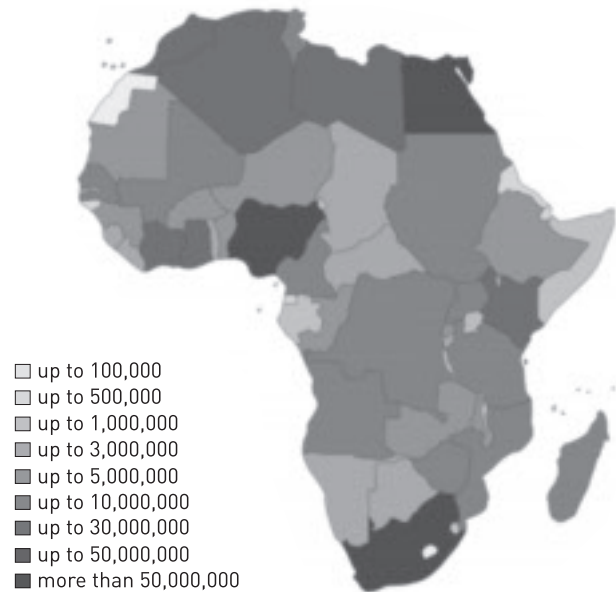 up to 100,000
up to 500,000
up to 1,000,000
up to 3,000,000
up to 5,000,000
up to 10,000,000
up to 30,000,000
up to 50,000,000
more than 50,000,000